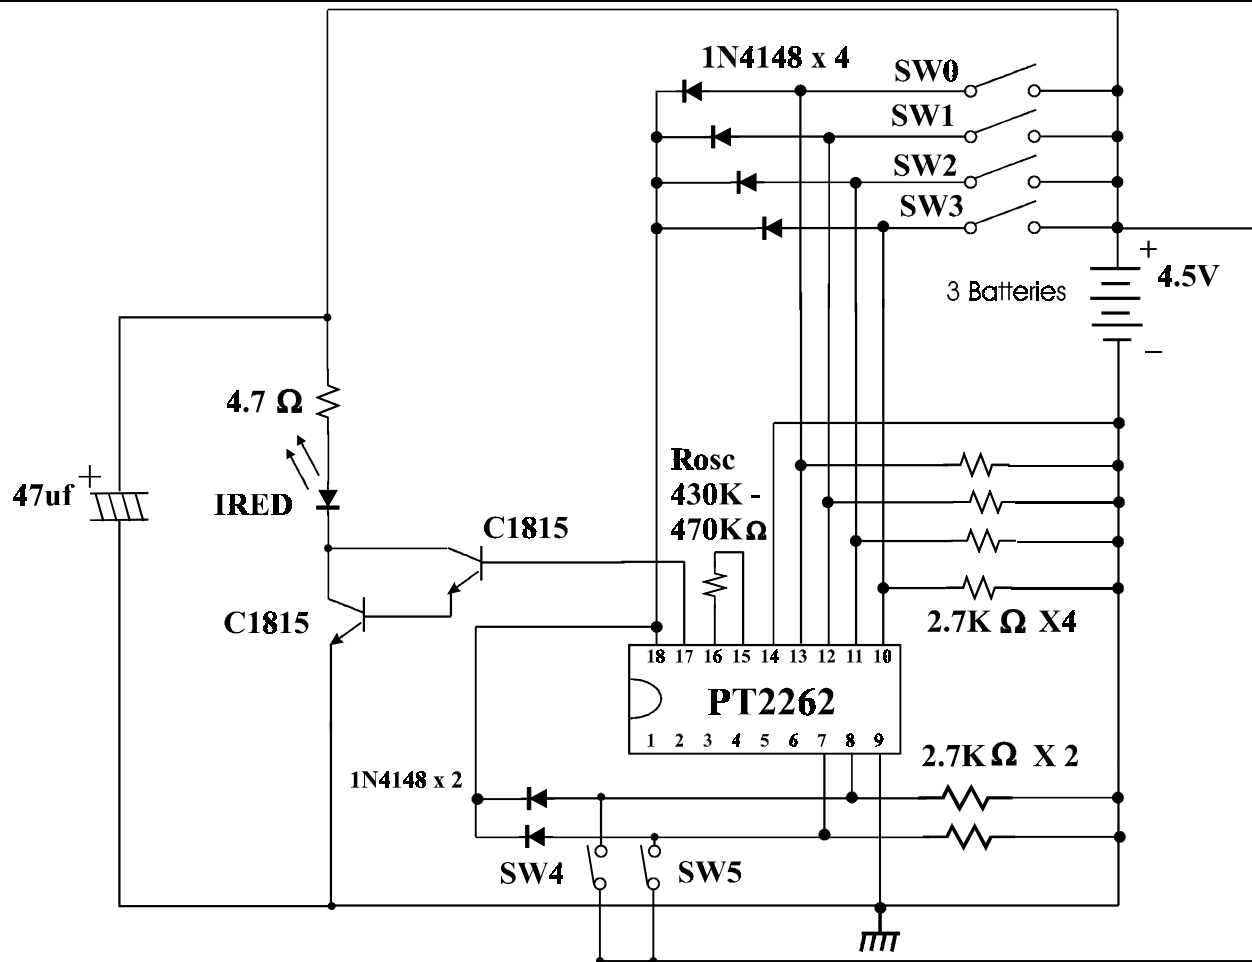 1N4148 x 4
SW0
SW1
SW2
SW3
+
4.5V
3 Batteries
−
4.7 Ω
+
47uf
IRED
C1815
C1815
Rosc
430K -
470KΩ
2.7K Ω X4
18 17 16 15 14 13 12 11 10
PT2262
1 2 3 4 5 6 7 8 9
2.7K Ω X 2
1N4148 x 2
SW4
SW5